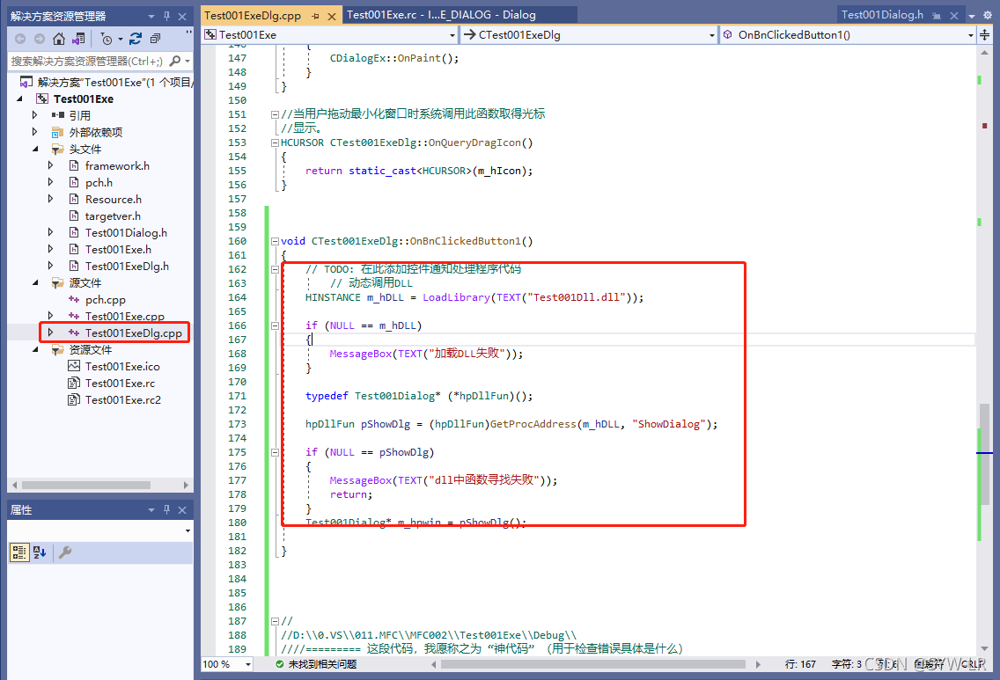 解决方案资源管理器
搜索解决方案资源管理器(Ctrl+;)
解决方案"Test001Exe"(1 个项目/
Test001Exe
引用
外部依赖项
头文件
framework.h
pch.h
Resource.h
targetver.h
Test001Dialog.h
Test001Exe.h
Test001ExeDlg.h
源文件
pch.cpp
Test001Exe.cpp
Test001ExeDlg.cpp
资源文件
Test001Exe.ico
Test001Exe.rc
Test001Exe.rc2
属性
Test001ExeDlg.cpp
Test001Exe.rc - I...E_DIALOG - Dialog
Test001Dialog.h
Test001Exe
CTest001ExeDlg
OnBnClickedButton1()
146 {
147 CDialogEx::OnPaint();
148 }
149 }
150
151 //当用户拖动最小化窗口时系统调用此函数取得光标
152 //显示。
153 HCURSOR CTest001ExeDlg::OnQueryDragIcon()
154 {
155 return static_cast<HCURSOR>(m_hIcon);
156 }
157
158
159
160 void CTest001ExeDlg::OnBnClickedButton1()
161 {
162 // TODO: 在此添加控件通知处理程序代码
163 // 动态调用DLL
164 HINSTANCE m_hDLL = LoadLibrary(TEXT("Test001Dll.dll"));
165
166 if (NULL == m_hDLL)
167 {
168 MessageBox(TEXT("加载DLL失败"));
169 }
170
171 typedef Test001Dialog* (*hpDllFun)();
172
173 hpDllFun pShowDlg = (hpDllFun)GetProcAddress(m_hDLL, "ShowDialog");
174
175 if (NULL == pShowDlg)
176 {
177 MessageBox(TEXT("dll中函数寻找失败"));
178 return;
179 }
180 Test001Dialog* m_hpwin = pShowDlg();
181
182 }
183
184
185
186
187 //
188 //D:\\0.VS\\011.MFC\\MFC002\\Test001Exe\\Debug\\
189 ////========= 这段代码，我愿称之为“神代码”（用于检查错误具体是什么）
100 %
未找到相关问题
行: 167
字符: 3
制表符
CRLF
CSDN @SYW-LR